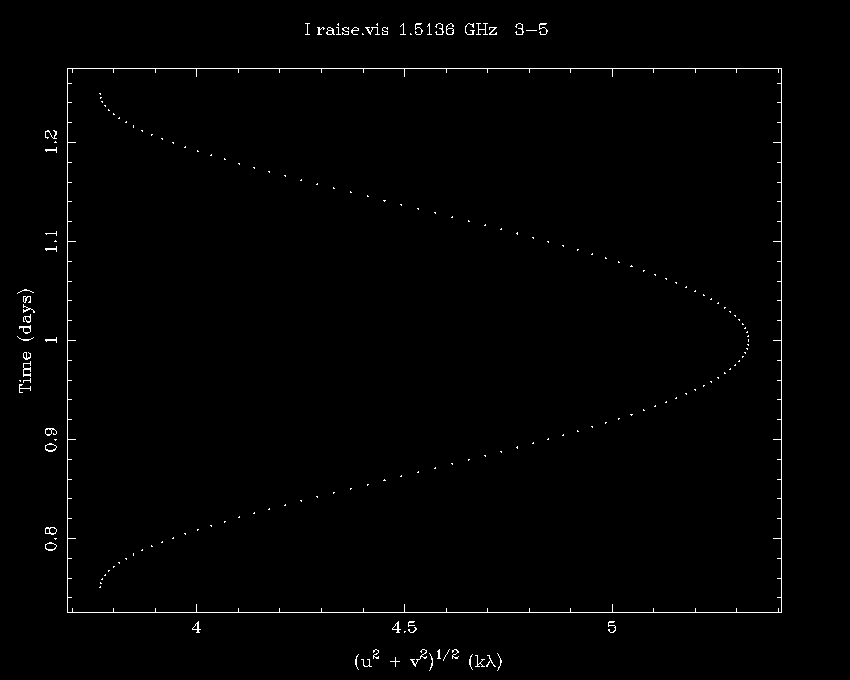 I raise.vis 1.5136 GHz 3-5
1.2
1.1
1
0.9
0.8
Time (days)
4 4.5 5
(u² + v²)^1/2 (kλ)